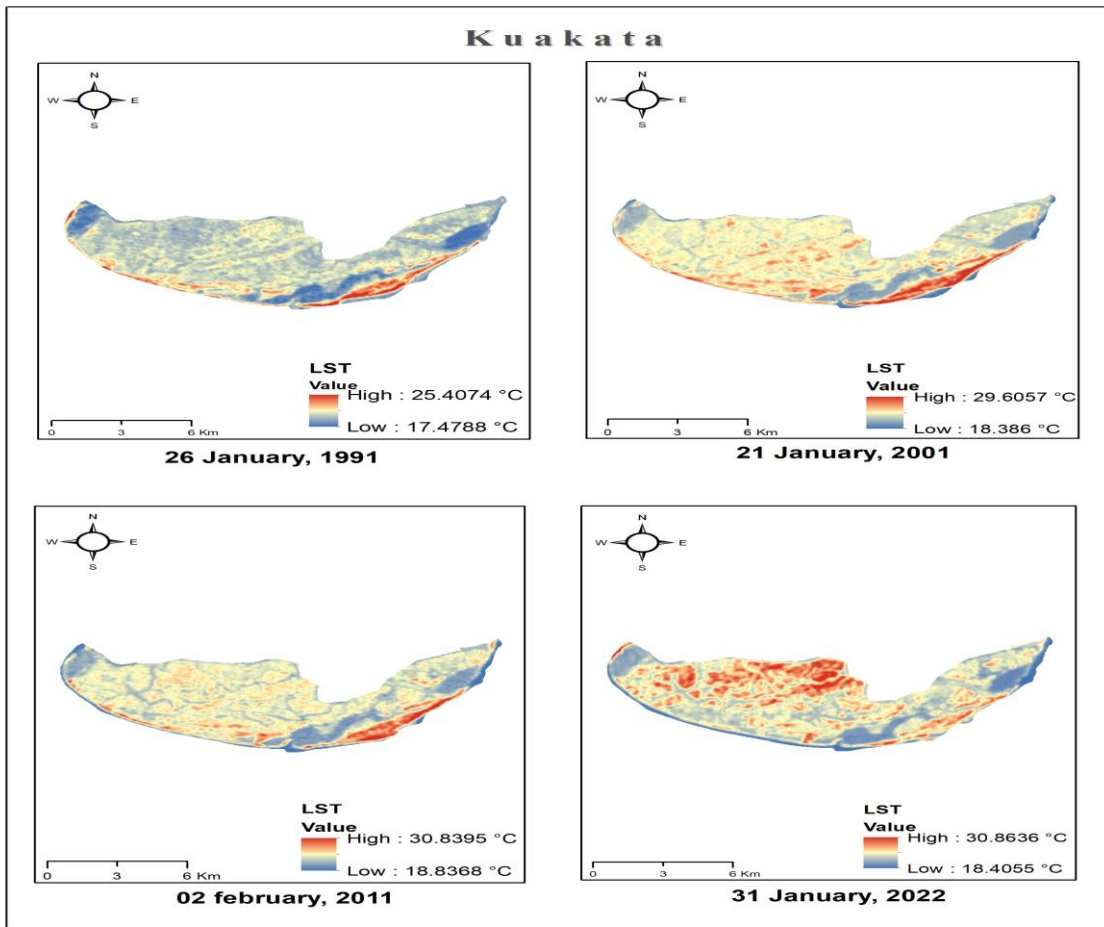 Kuakata
N
W E
S
LST
Value
High : 25.4074 °C
Low : 17.4788 °C
0 3 6 Km
26 January, 1991
N
W E
S
LST
Value
High : 29.6057 °C
Low : 18.386 °C
0 3 6 Km
21 January, 2001
N
W E
S
LST
Value
High : 30.8395 °C
Low : 18.8368 °C
0 3 6 Km
02 february, 2011
N
W E
S
LST
Value
High : 30.8636 °C
Low : 18.4055 °C
0 3 6 Km
31 January, 2022